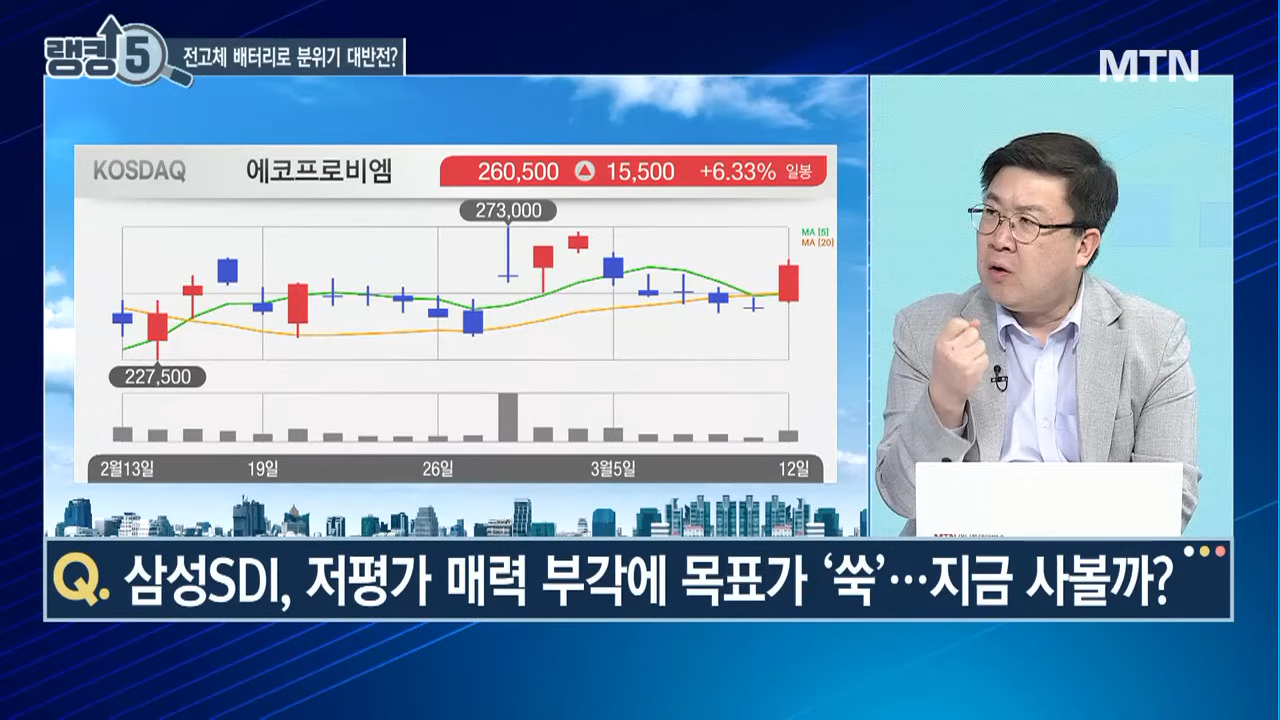 랭킹5
전고체 배터리로 분위기 대반전?
MTN
KOSDAQ 에코프로비엠 260,500 15,500 +6.33% 일봉
273,000
MA [5]
MA [20]
227,500
2월13일 19일 26일 3월5일 12일
Q. 삼성SDI, 저평가 매력 부각에 목표가 ‘쑥’…지금 사볼까?